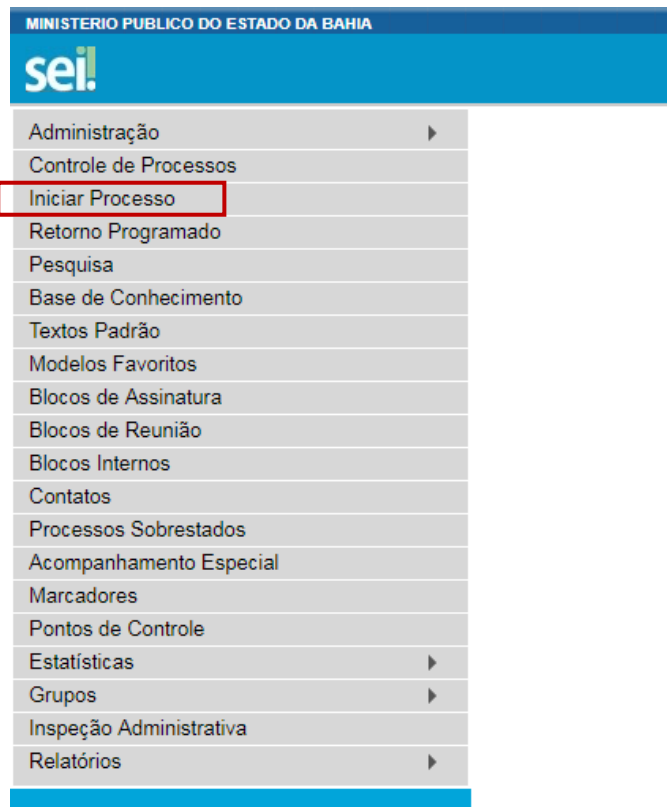 MINISTERIO PUBLICO DO ESTADO DA BAHIA
sei!
Administração
Controle de Processos
Iniciar Processo
Retorno Programado
Pesquisa
Base de Conhecimento
Textos Padrão
Modelos Favoritos
Blocos de Assinatura
Blocos de Reunião
Blocos Internos
Contatos
Processos Sobrestados
Acompanhamento Especial
Marcadores
Pontos de Controle
Estatísticas
Grupos
Inspeção Administrativa
Relatórios